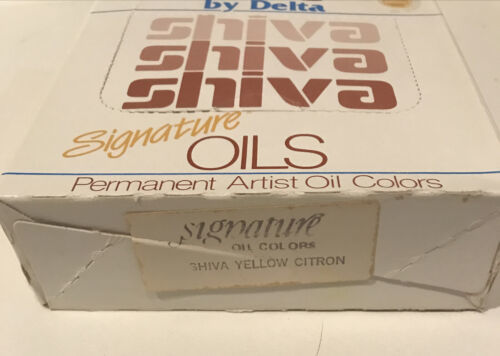 by Delta
shiva
shiva
shiva
Signature
OILS
Permanent Artist Oil Colors
signature
OIL COLORS
SHIVA YELLOW CITRON